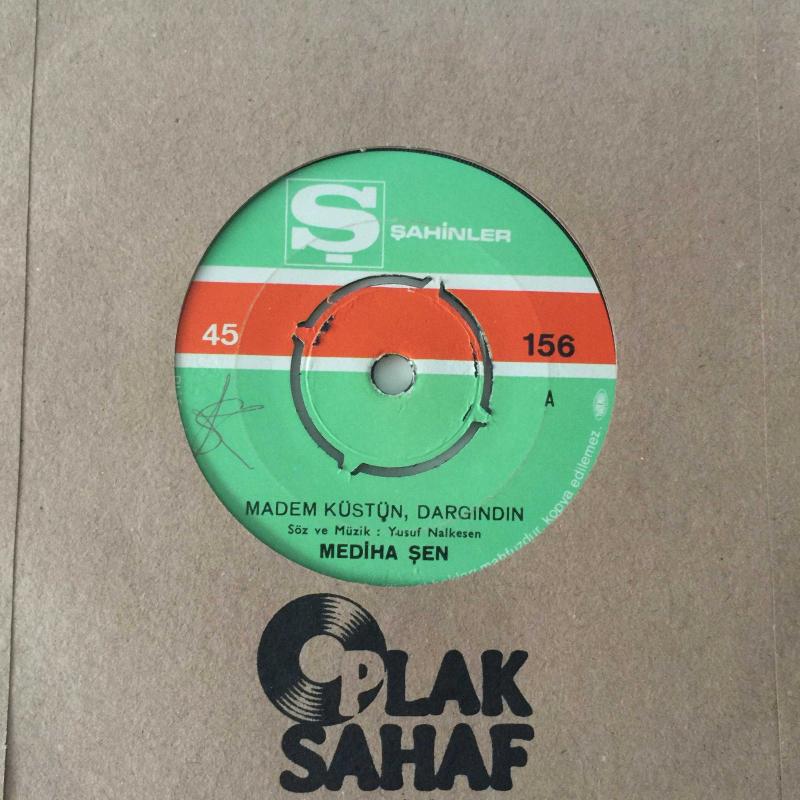 Ş
ŞAHİNLER
45
156
A
MADEM KÜSTÜN, DARGINDIN
Söz ve Müzik : Yusuf Nalkesen
MEDİHA ŞEN
mahfuzdur, kopya edilemez.
PLAK
SAHAF